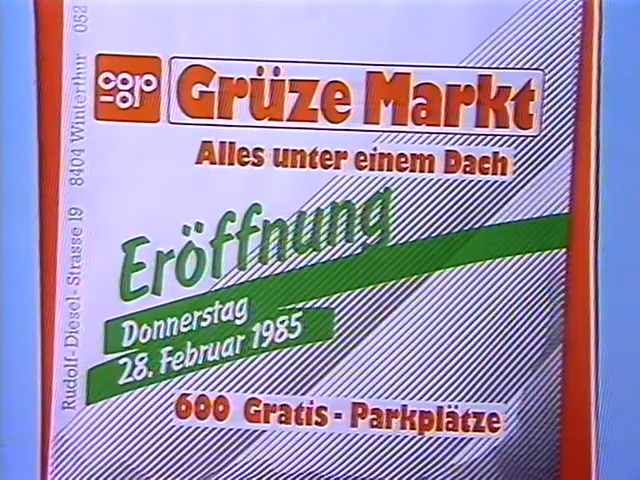 coop
Grüze Markt
Alles unter einem Dach
Eröffnung
Donnerstag
28. Februar 1985
600 Gratis-Parkplätze
Rudolf-Diesel-Strasse 19 8404 Winterthur 052